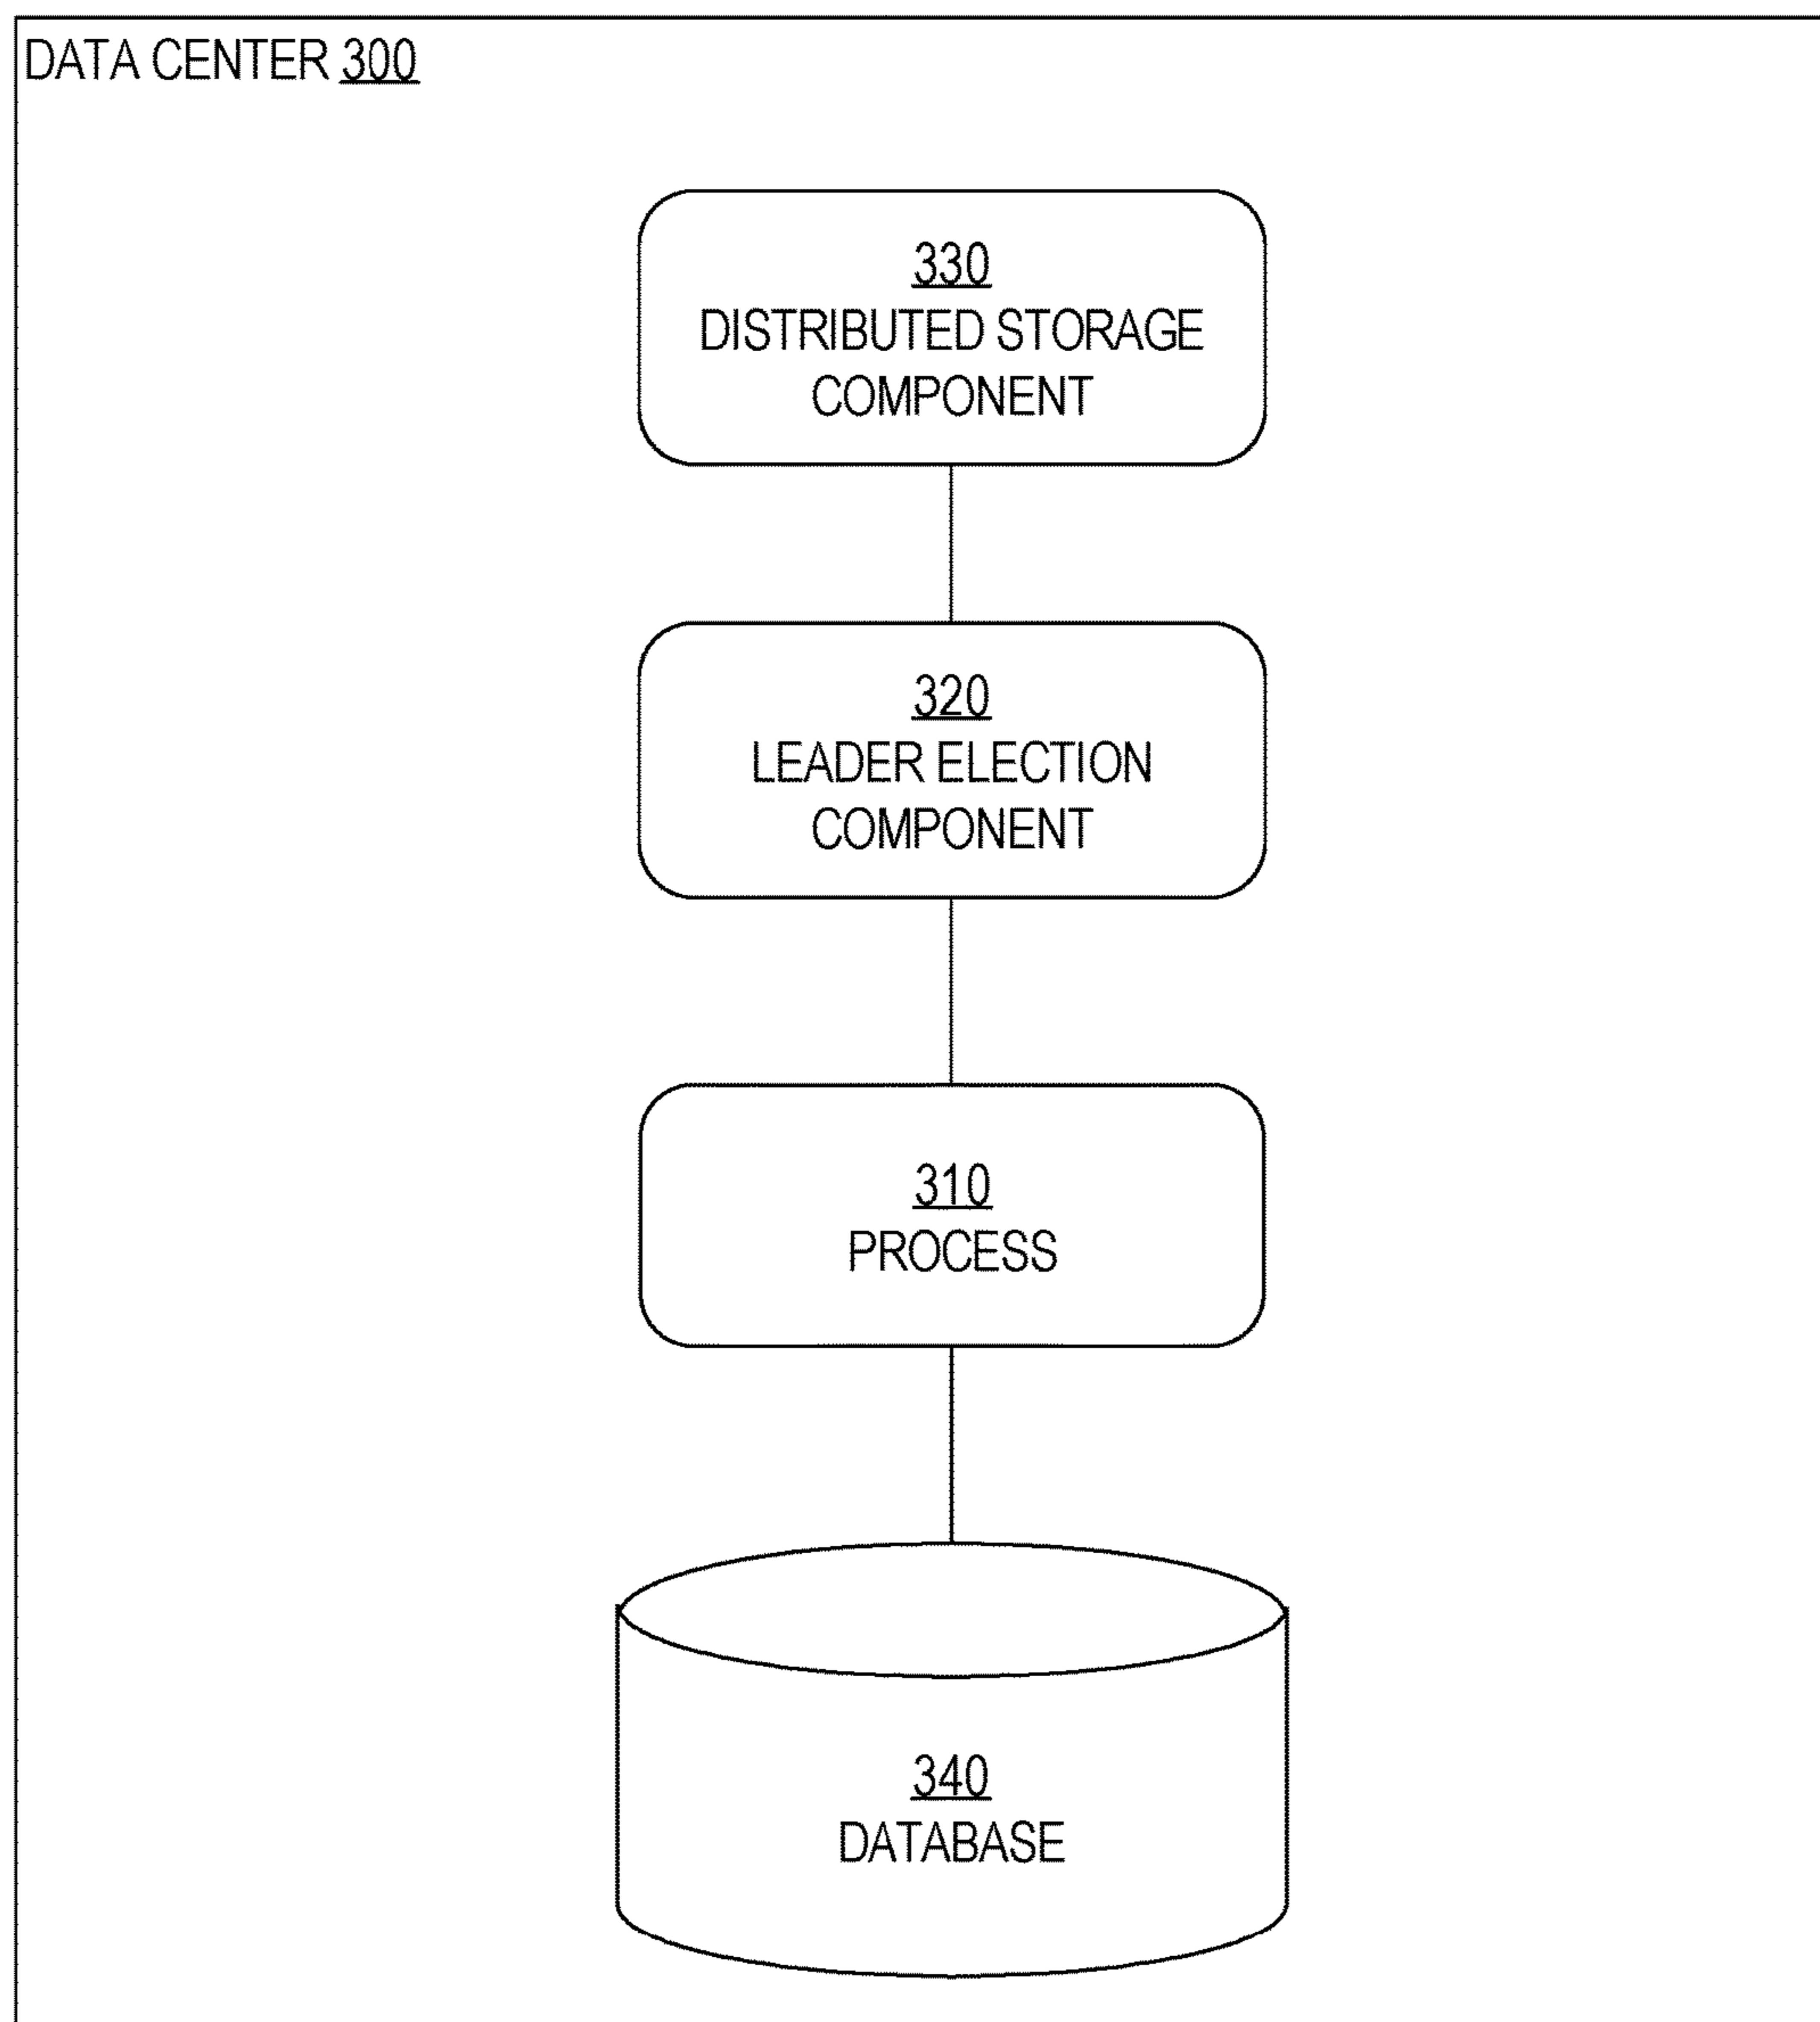 DATA CENTER 300
330
DISTRIBUTED STORAGE
COMPONENT
320
LEADER ELECTION
COMPONENT
310
PROCESS
340
DATABASE